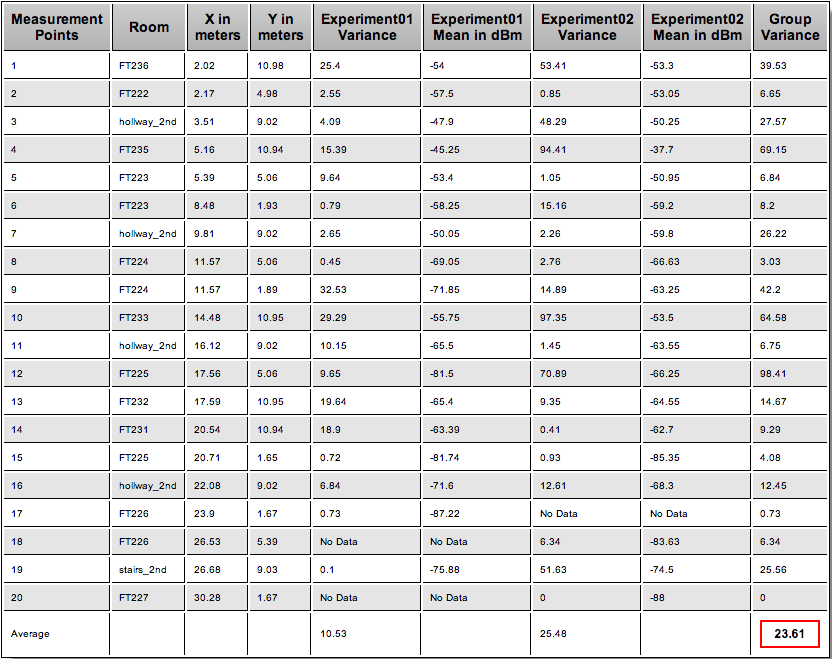 Measurement Points Room X in meters Y in meters Experiment01 Variance Experiment01 Mean in dBm Experiment02 Variance Experiment02 Mean in dBm Group Variance
1 FT236 2.02 10.98 25.4 -54 53.41 -53.3 39.53
2 FT222 2.17 4.98 2.55 -57.5 0.85 -53.05 6.65
3 hollway_2nd 3.51 9.02 4.09 -47.9 48.29 -50.25 27.57
4 FT235 5.16 10.94 15.39 -45.25 94.41 -37.7 69.15
5 FT223 5.39 5.06 9.64 -53.4 1.05 -50.95 6.84
6 FT223 8.48 1.93 0.79 -58.25 15.16 -59.2 8.2
7 hollway_2nd 9.81 9.02 2.65 -50.05 2.26 -59.8 26.22
8 FT224 11.57 5.06 0.45 -69.05 2.76 -66.63 3.03
9 FT224 11.57 1.89 32.53 -71.85 14.89 -63.25 42.2
10 FT233 14.48 10.95 29.29 -55.75 97.35 -53.5 64.58
11 hollway_2nd 16.12 9.02 10.15 -65.5 1.45 -63.55 6.75
12 FT225 17.56 5.06 9.65 -81.5 70.89 -66.25 98.41
13 FT232 17.59 10.95 19.64 -65.4 9.35 -64.55 14.67
14 FT231 20.54 10.94 18.9 -63.39 0.41 -62.7 9.29
15 FT225 20.71 1.65 0.72 -81.74 0.93 -85.35 4.08
16 hollway_2nd 22.08 9.02 6.84 -71.6 12.61 -68.3 12.45
17 FT226 23.9 1.67 0.73 -87.22 No Data No Data 0.73
18 FT226 26.53 5.39 No Data No Data 6.34 -83.63 6.34
19 stairs_2nd 26.68 9.03 0.1 -75.88 51.63 -74.5 25.56
20 FT227 30.28 1.67 No Data No Data 0 -88 0
Average 10.53 25.48 23.61